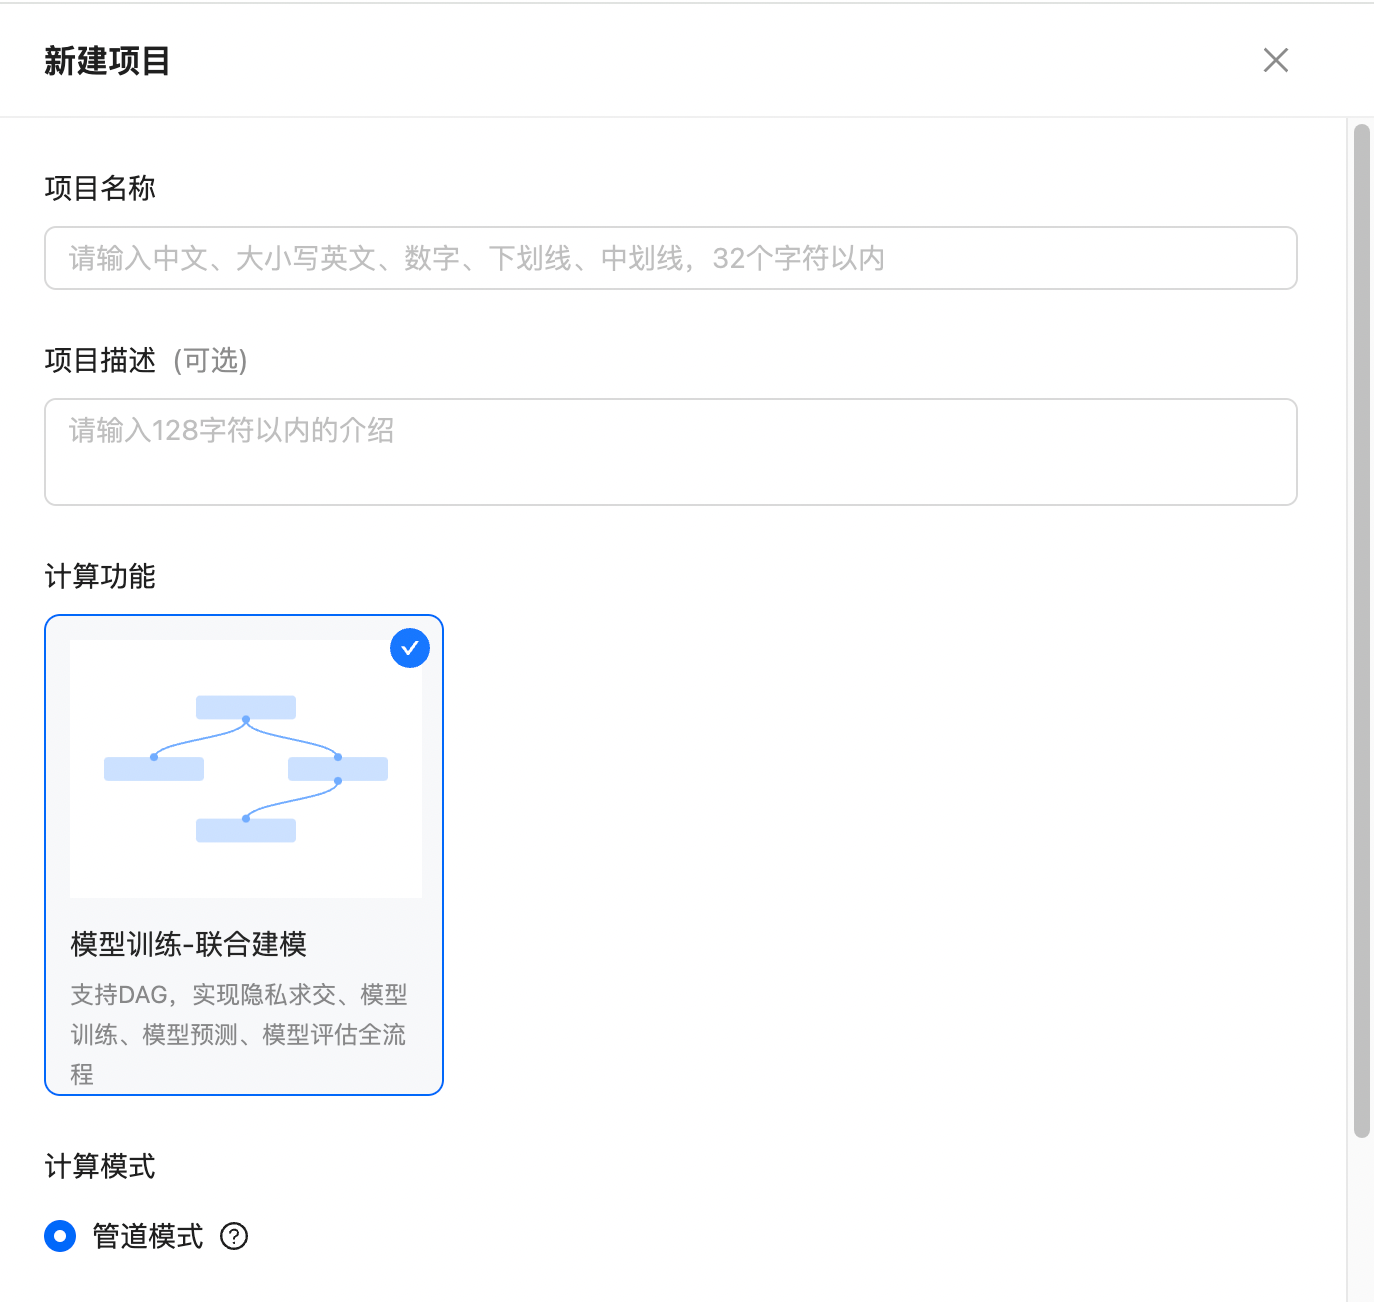 新建项目
项目名称
请输入中文、大小写英文、数字、下划线、中划线，32个字符以内
项目描述 (可选)
请输入128字符以内的介绍
计算功能
模型训练-联合建模
支持DAG，实现隐私求交、模型
训练、模型预测、模型评估全流
程
计算模式
管道模式 ?